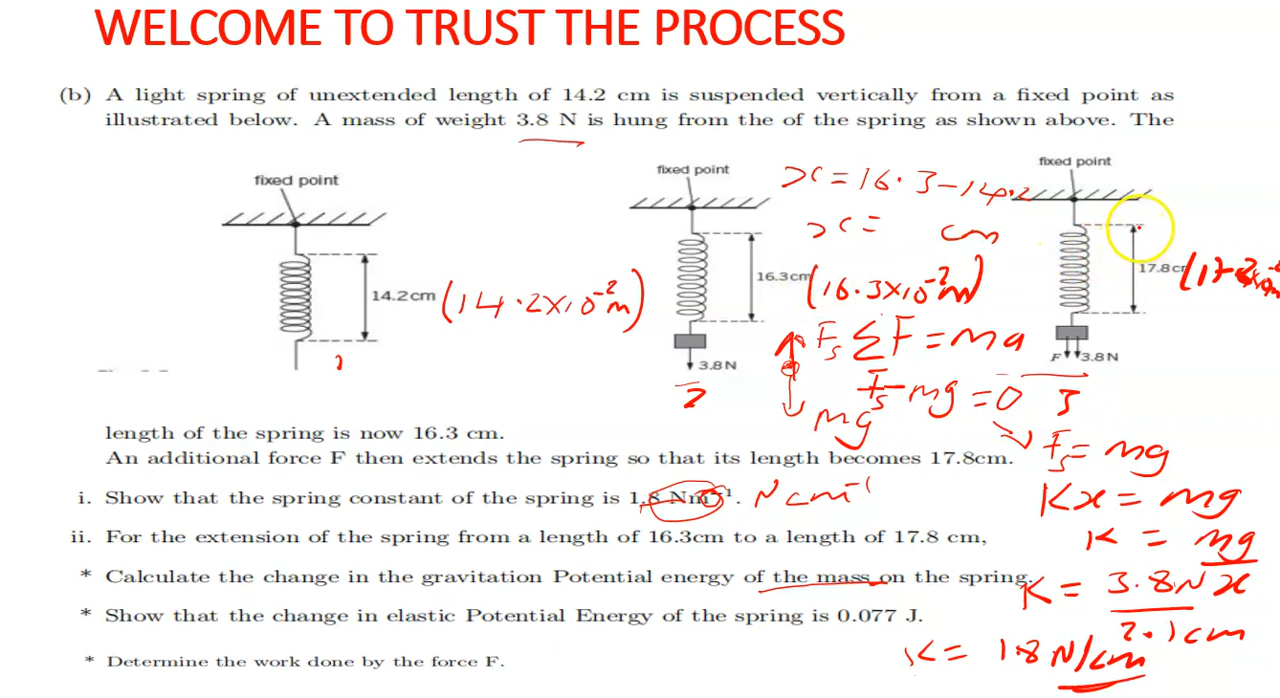 WELCOME TO TRUST THE PROCESS
(b) A light spring of unextended length of 14.2 cm is suspended vertically from a fixed point as
illustrated below. A mass of weight 3.8 N is hung from the of the spring as shown above. The
fixed point
14.2cm
(14.2×10⁻²m)
1
fixed point
16.3cm
3.8N
2
x = 16.3-14.2
x = cm
(16.3×10⁻²m)
Fs ΣF = ma
mg
Fs-mg = 0
fixed point
17.8cm
F 3.8N
3
length of the spring is now 16.3 cm.
An additional force F then extends the spring so that its length becomes 17.8cm.
i. Show that the spring constant of the spring is 1.8 Nm⁻¹. Ncm⁻¹
ii. For the extension of the spring from a length of 16.3cm to a length of 17.8 cm,
* Calculate the change in the gravitation Potential energy of the mass on the spring.
* Show that the change in elastic Potential Energy of the spring is 0.077 J.
* Determine the work done by the force F.
=> Fs = mg
Kx = mg
K = mg
x
K = 3.8N
2.1cm
K = 1.8 N/cm